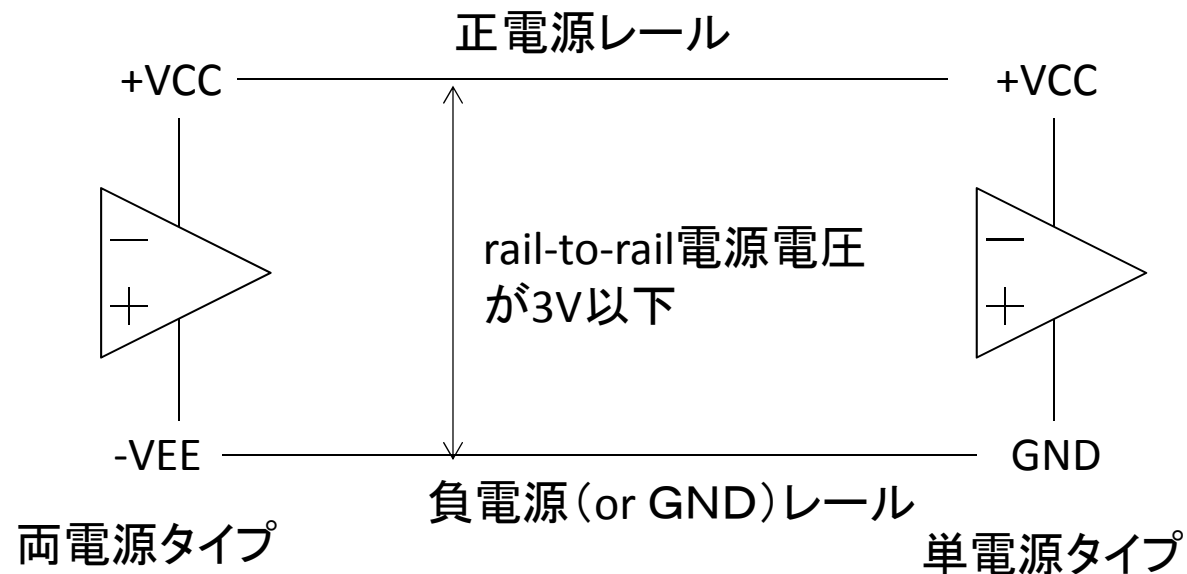 正電源レール
+VCC
+VCC
rail-to-rail電源電圧
が3V以下
-VEE
GND
負電源(or GND)レール
両電源タイプ
単電源タイプ